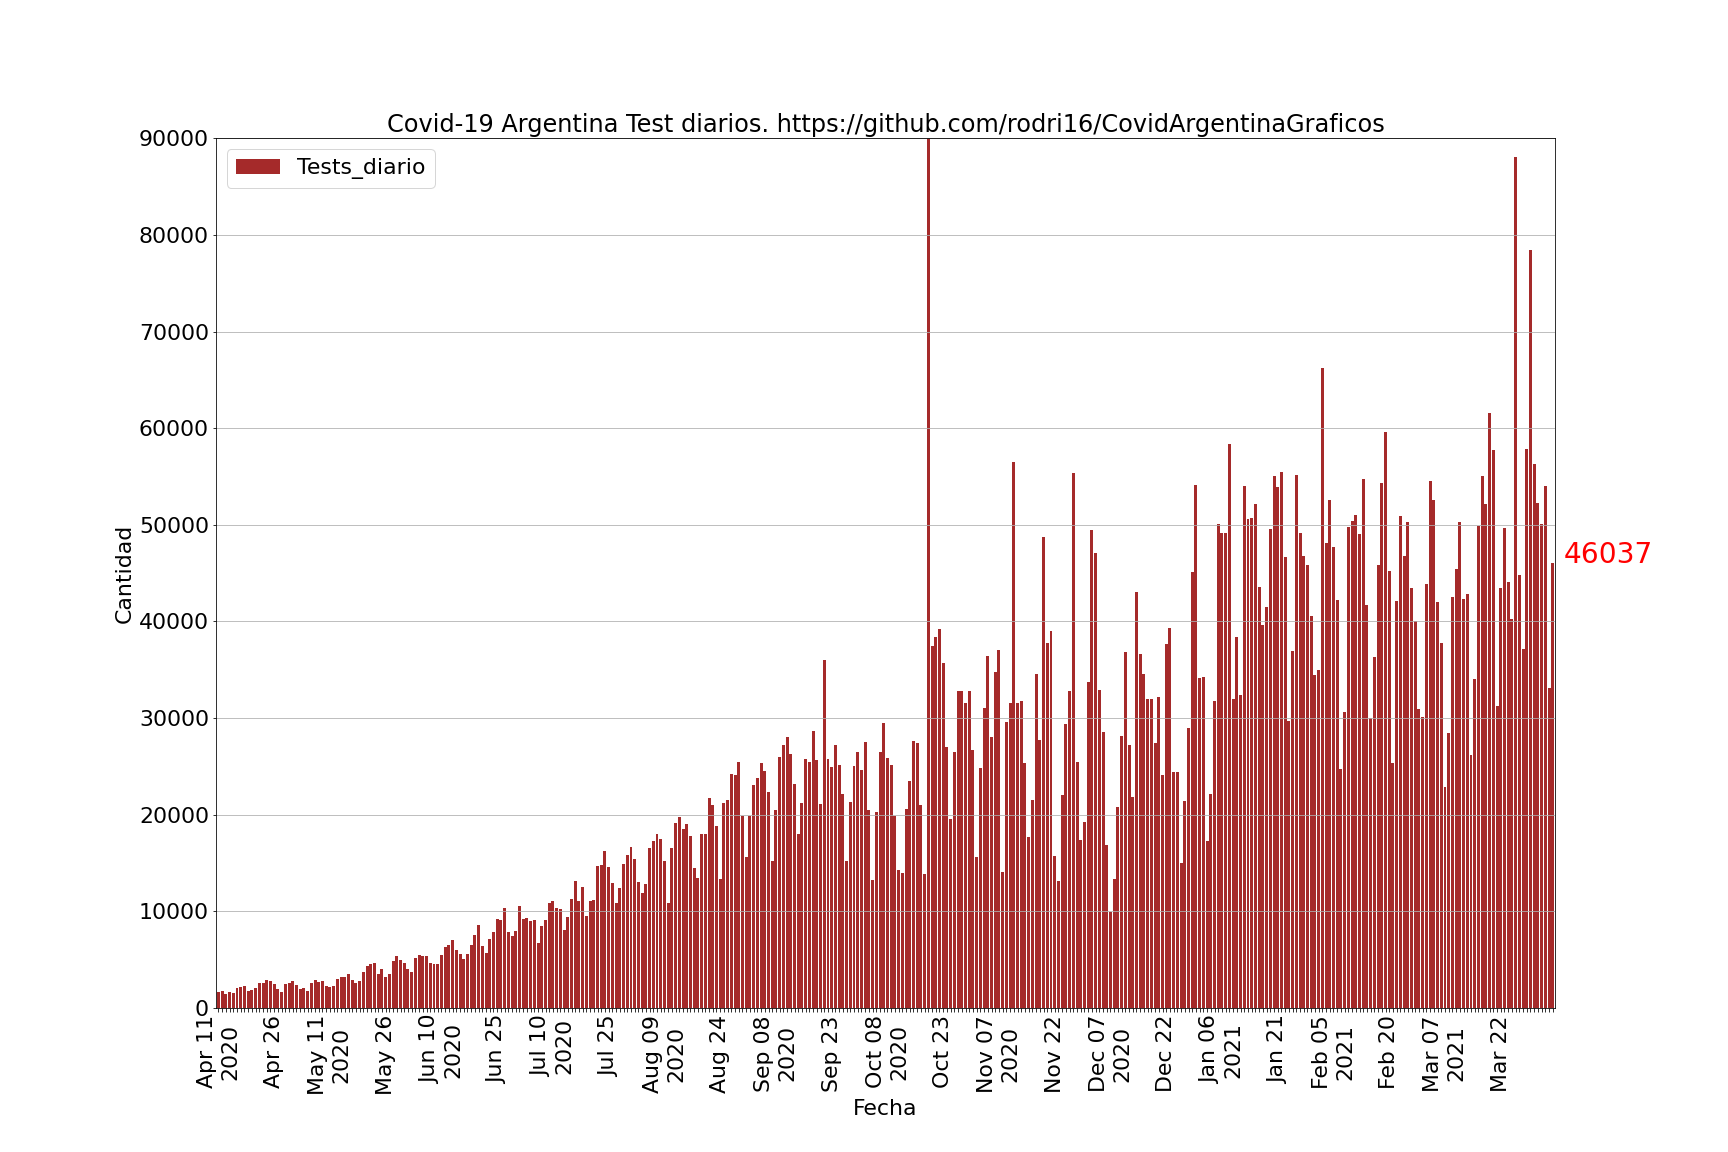 Covid-19 Argentina Test diarios. https://github.com/rodri16/CovidArgentinaGraficos
Tests_diario
90000
80000
70000
60000
50000
40000
30000
20000
10000
0
Cantidad
46037
Apr 11
2020
Apr 26
May 11
2020
May 26
Jun 10
2020
Jun 25
Jul 10
2020
Jul 25
Aug 09
2020
Aug 24
Sep 08
2020
Sep 23
Oct 08
2020
Oct 23
Nov 07
2020
Nov 22
Dec 07
2020
Dec 22
Jan 06
2021
Jan 21
Feb 05
2021
Feb 20
Mar 07
2021
Mar 22
Fecha